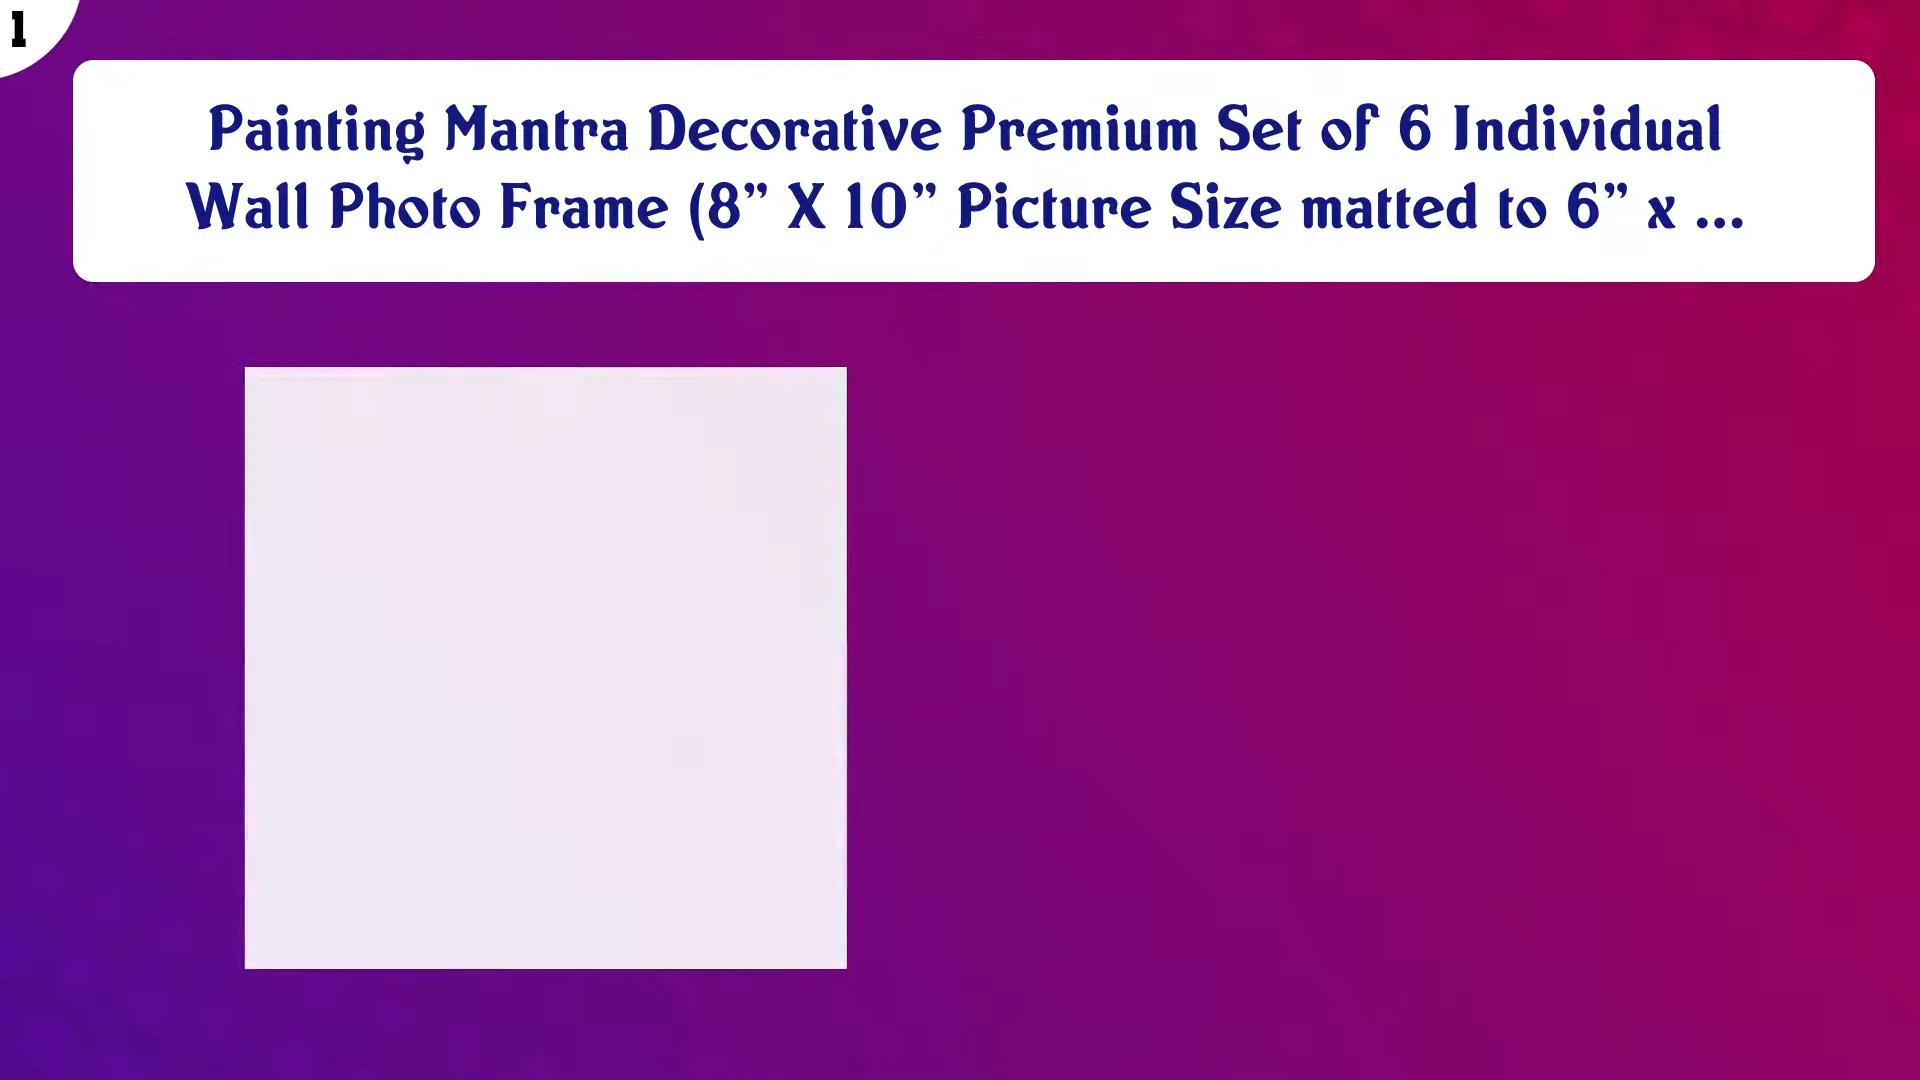 1
Painting Mantra Decorative Premium Set of 6 Individual
Wall Photo Frame (8” X 10” Picture Size matted to 6” x ...